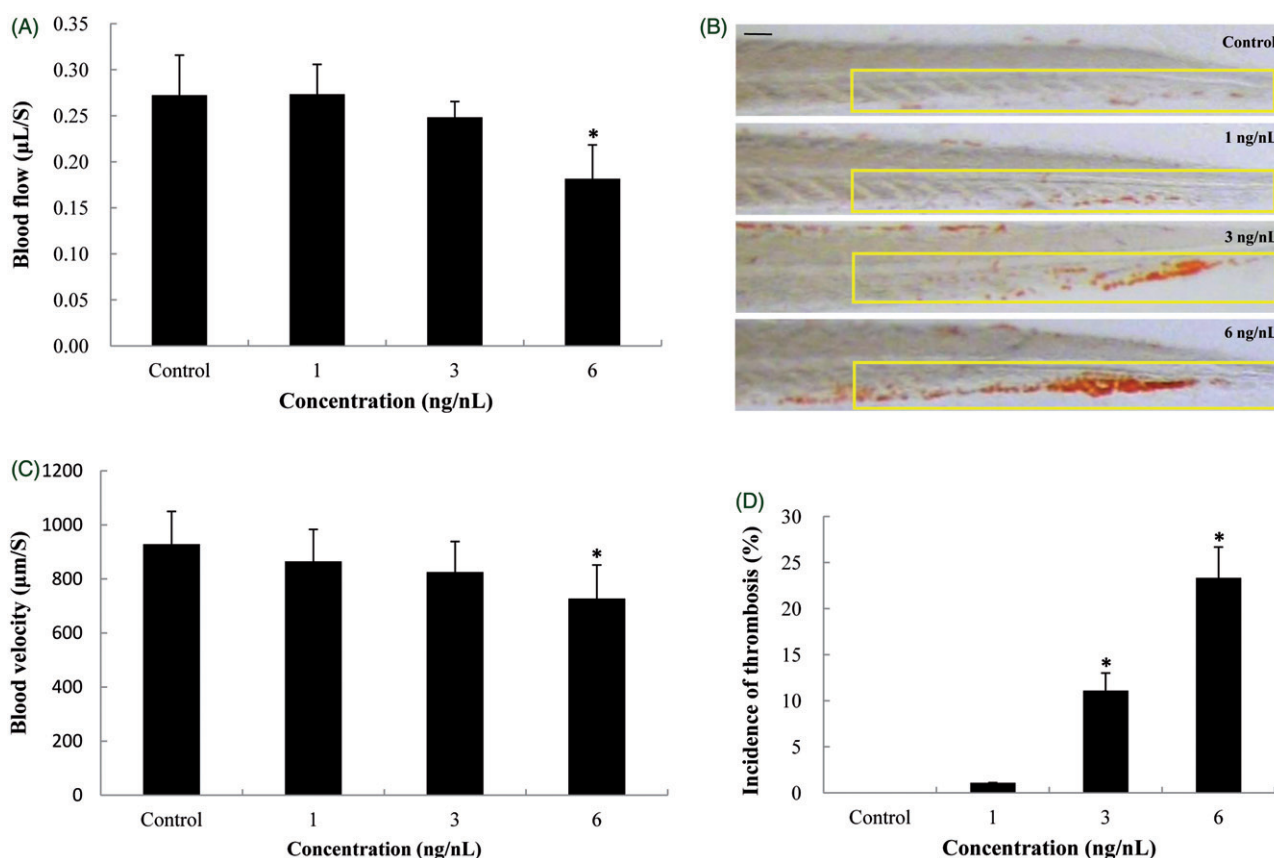 (A)
Blood flow (µL/S)
0.35
0.30
0.25
0.20
0.15
0.10
0.05
0.00
*
Control 1 3 6
Concentration (ng/nL)
(B)
Control
1 ng/nL
3 ng/nL
6 ng/nL
(C)
Blood velocity (µm/S)
1200
1000
800
600
400
200
0
*
Control 1 3 6
Concentration (ng/nL)
(D)
Incidence of thrombosis (%)
30
25
20
15
10
5
0
*
*
Control 1 3 6
Concentration (ng/nL)